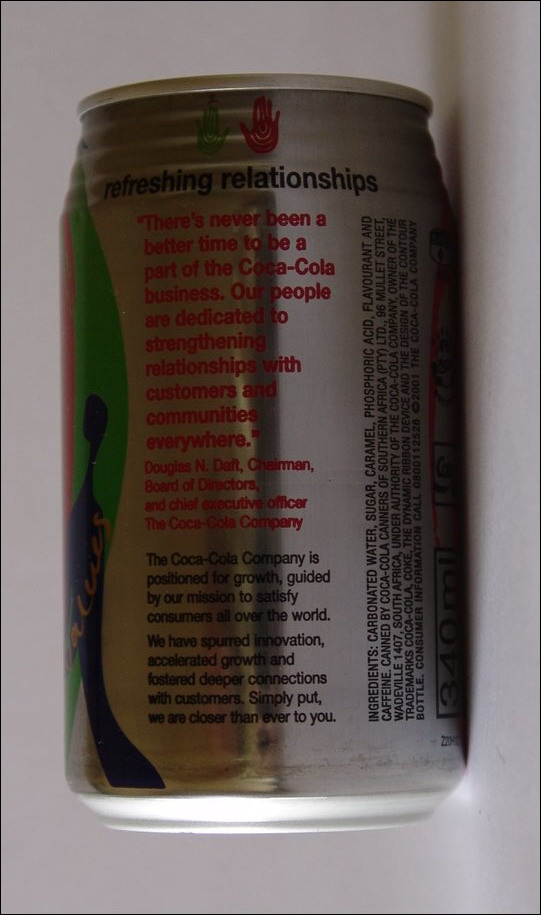 refreshing relationships
"There's never been a
better time to be a
part of the Coca-Cola
business. Our people
are dedicated to
strengthening
relationships with
customers and
communities
everywhere."
Douglas N. Daft, Chairman,
Board of Directors,
and chief executive officer
The Coca-Cola Company
The Coca-Cola Company is
positioned for growth, guided
by our mission to satisfy
consumers all over the world.
We have spurred innovation,
accelerated growth and
fostered deeper connections
with customers. Simply put,
we are closer than ever to you.
INGREDIENTS: CARBONATED WATER, SUGAR, CARAMEL, PHOSPHORIC ACID, FLAVOURANT AND
CAFFEINE. CANNED BY COCA-COLA CANNERS OF SOUTHERN AFRICA (PTY) LTD., 96 MULLET STREET,
WADEVILLE 1407, SOUTH AFRICA, UNDER AUTHORITY OF THE COCA-COLA COMPANY, OWNER OF THE
TRADEMARKS COCA-COLA, COKE, THE DYNAMIC RIBBON DEVICE AND THE DESIGN OF THE CONTOUR
BOTTLE. CONSUMER INFORMATION CALL 0800112526 ©2001 THE COCA-COLA COMPANY
340ml